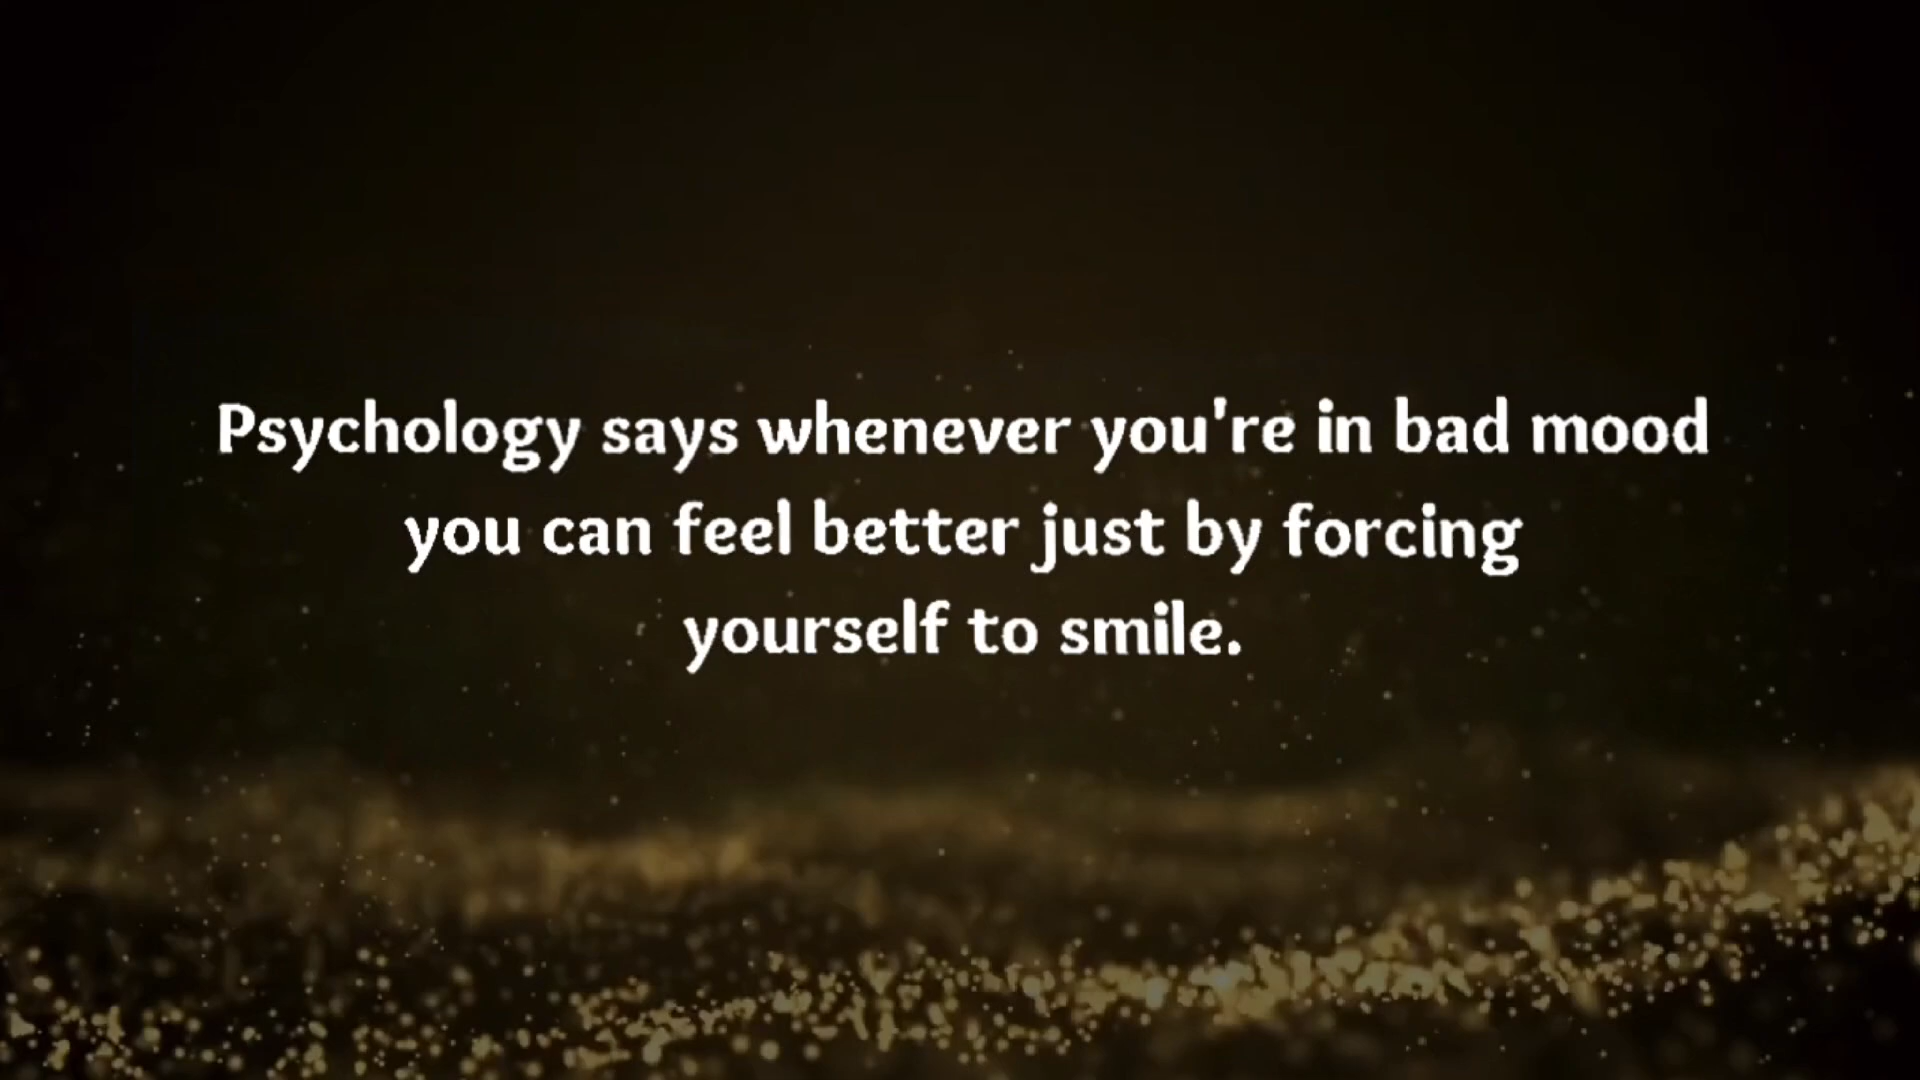 Psychology says whenever you're in bad mood
you can feel better just by forcing
yourself to smile.